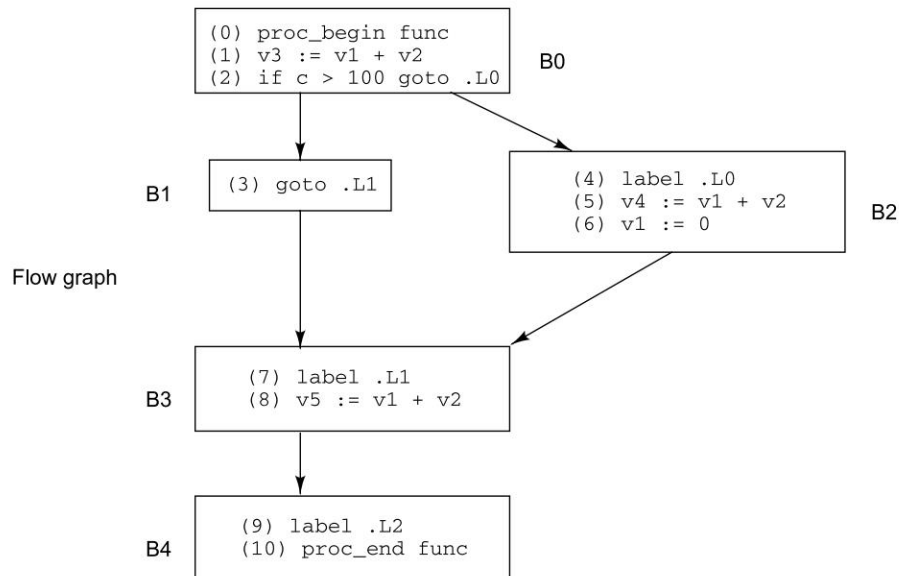 (0) proc_begin func
(1) v3 := v1 + v2
(2) if c > 100 goto .L0
B0
B1
(3) goto .L1
(4) label .L0
(5) v4 := v1 + v2
(6) v1 := 0
B2
Flow graph
(7) label .L1
(8) v5 := v1 + v2
B3
(9) label .L2
(10) proc_end func
B4